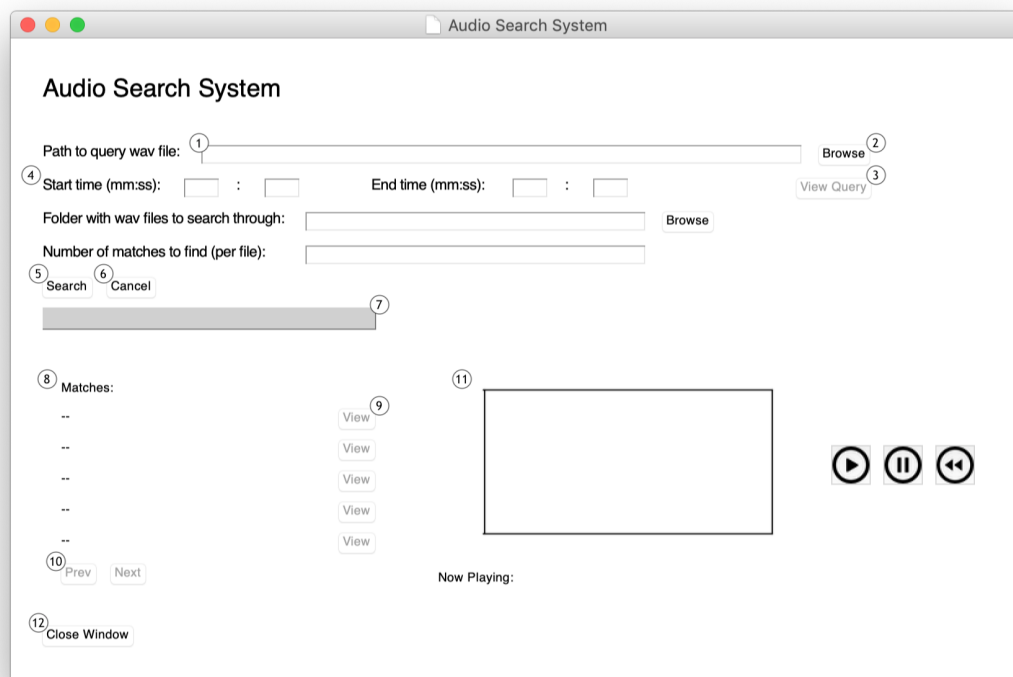 Audio Search System
Audio Search System
Path to query wav file: 1 Browse 2
4 Start time (mm:ss): : End time (mm:ss): : View Query 3
Folder with wav files to search through: Browse
Number of matches to find (per file):
5 Search 6 Cancel
7
8 Matches: 11
-- View 9
-- View
-- View
-- View
-- View
10 Prev Next
Now Playing:
12 Close Window